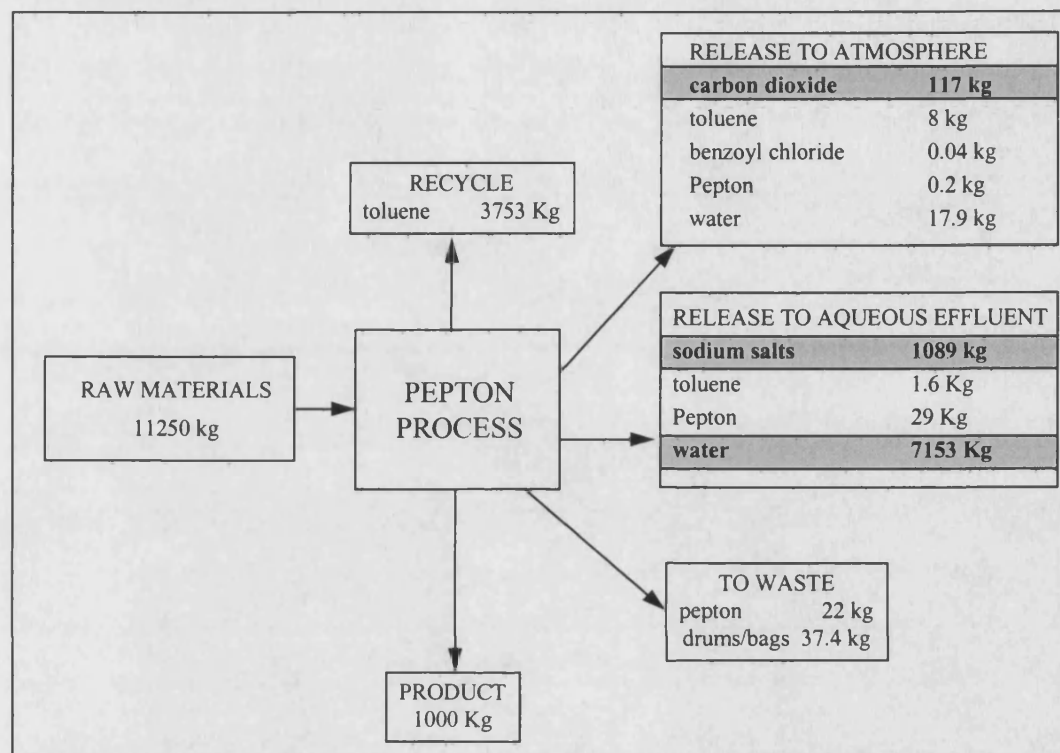 RELEASE TO ATMOSPHERE
carbon dioxide 117 kg
toluene 8 kg
benzoyl chloride 0.04 kg
Pepton 0.2 kg
water 17.9 kg
RECYCLE
toluene 3753 Kg
RELEASE TO AQUEOUS EFFLUENT
sodium salts 1089 kg
toluene 1.6 Kg
Pepton 29 Kg
water 7153 Kg
RAW MATERIALS
11250 kg
PEPTON
PROCESS
TO WASTE
pepton 22 kg
drums/bags 37.4 kg
PRODUCT
1000 Kg